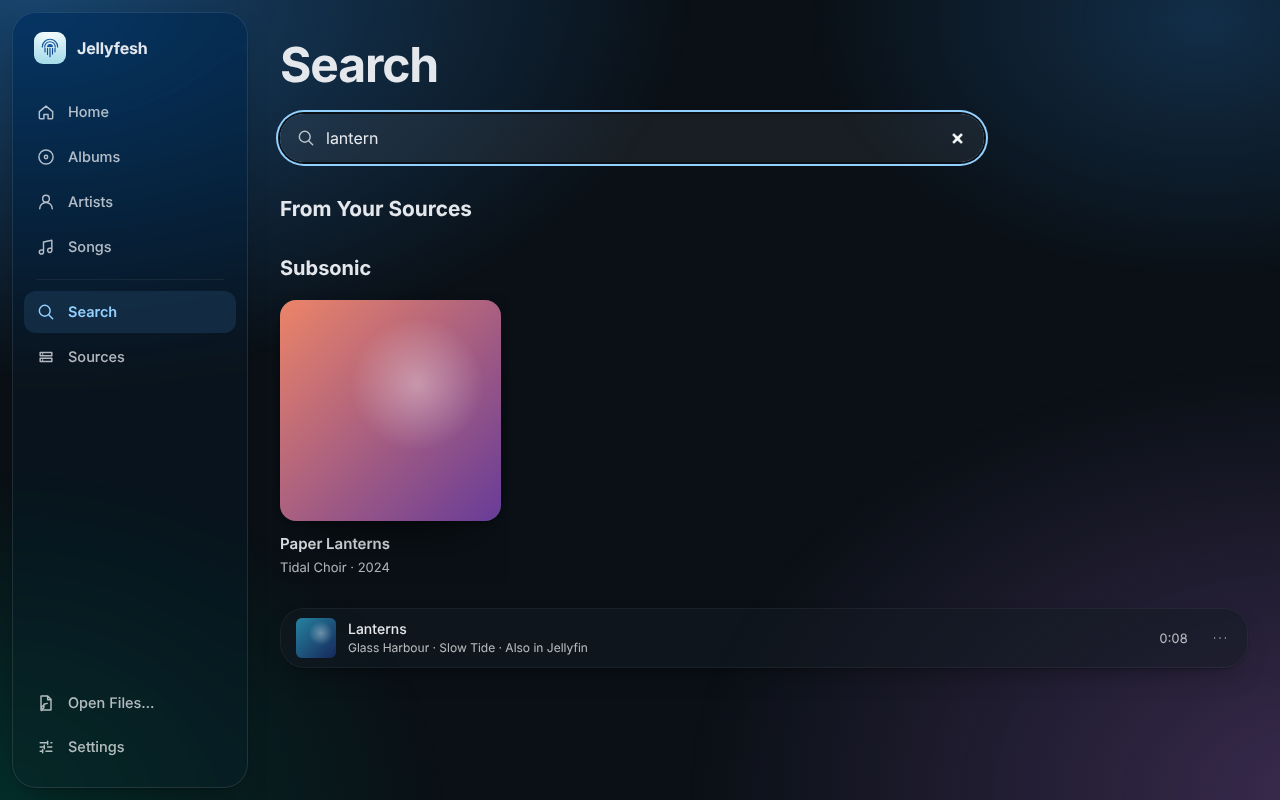 Jellyfesh
Home
Albums
Artists
Songs
Search
Sources
Open Files...
Settings
Search
lantern
From Your Sources
Subsonic
Paper Lanterns
Tidal Choir · 2024
Lanterns
Glass Harbour · Slow Tide · Also in Jellyfin
0:08